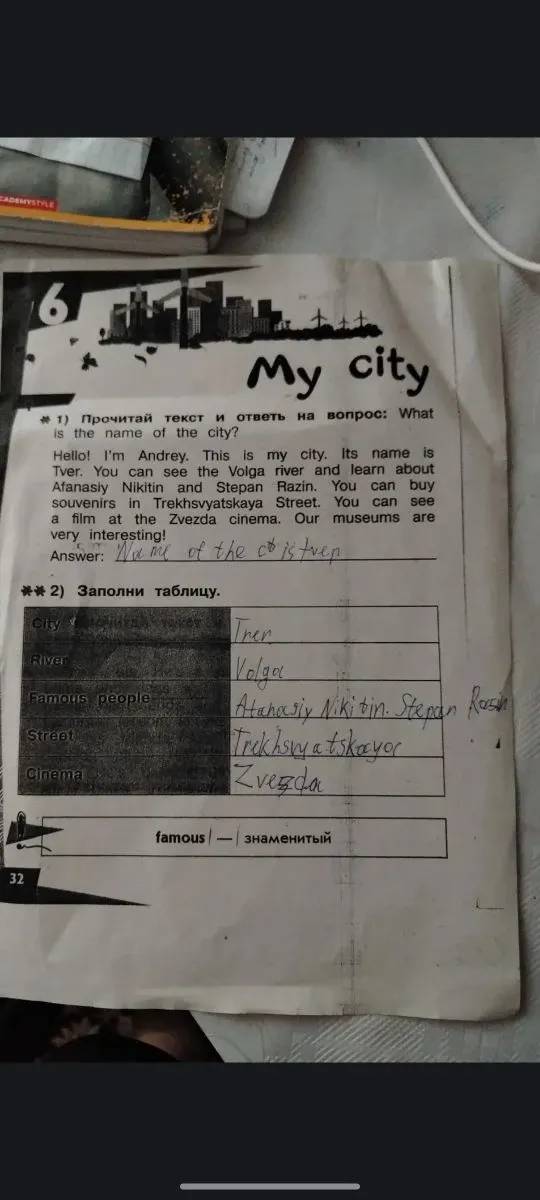 ACADEMYSTYLE
6
My city
* 1) Прочитай текст и ответь на вопрос: What
is the name of the city?
Hello! I'm Andrey. This is my city. Its name is
Tver. You can see the Volga river and learn about
Afanasiy Nikitin and Stepan Razin. You can buy
souvenirs in Trekhsvyatskaya Street. You can see
a film at the Zvezda cinema. Our museums are
very interesting!
Answer: Name of the is tver
** 2) Заполни таблицу.
City Tver
River Volga
Famous people Afanasiy Nikitin. Stepan Rasin
Street Trekhsvyatskaya
Cinema Zvezda
famous — знаменитый
32